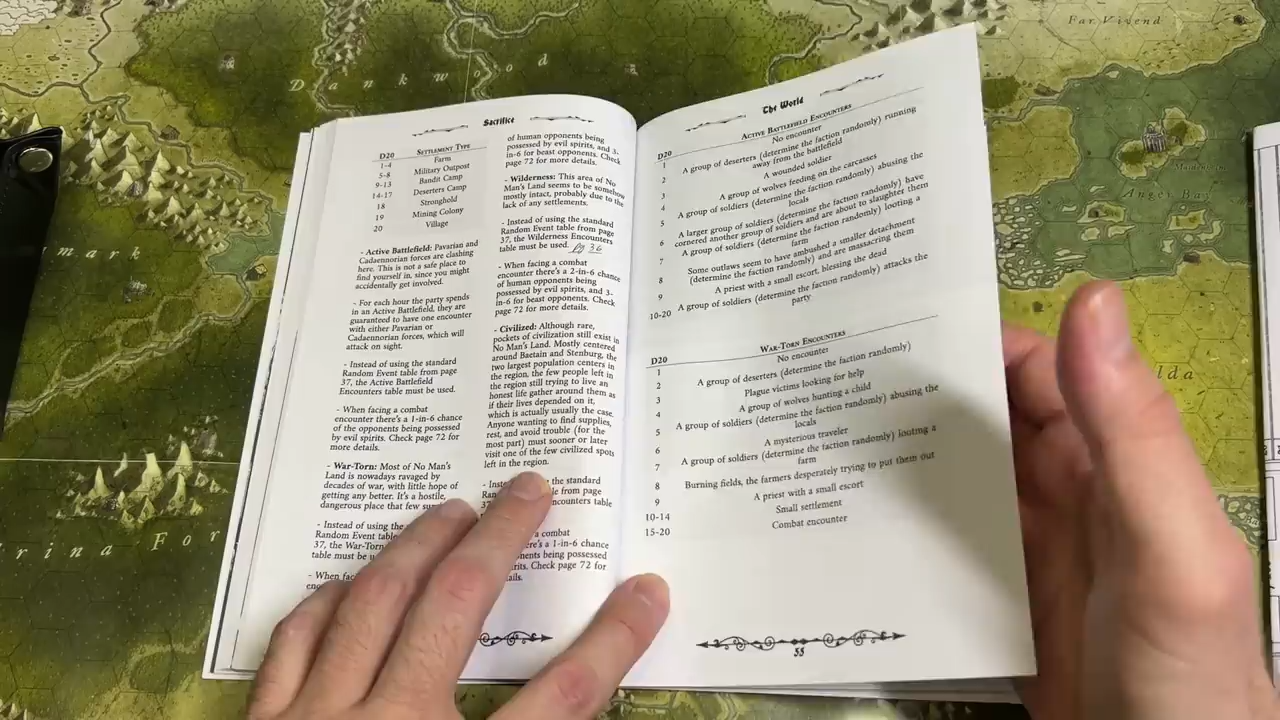 Dankwood
Far Vivend
mark
Anger Bay
lda
rina For
Sacrifice
D20 Settlement Type
1-4 Farm
5-8 Military Outpost
9-13 Bandit Camp
14-17 Deserters Camp
18 Stronghold
19 Mining Colony
20 Village
- Active Battlefield: Pavarian and
Cadaennorian forces are clashing
here. This is not a safe place to
find yourself in, since you might
accidentally get involved.
- For each hour the party spends
in an Active Battlefield, they are
guaranteed to have one encounter
with either Pavarian or
Cadaennorian forces, which will
attack on sight.
- Instead of using the standard
Random Event table from page
37, the Active Battlefield
Encounters table must be used.
- When facing a combat
encounter there's a 1-in-6 chance
of the opponents being possessed
by evil spirits. Check page 72 for
more details.
- War-Torn: Most of No Man's
Land is nowadays ravaged by
decades of war, with little hope of
getting any better. It's a hostile,
dangerous place that few
- Instead of using the
Random Event table from
37, the War-Torn
table must be
- When
of human opponents being
possessed by evil spirits, and 3-
in-6 for beast opponents. Check
page 72 for more details.
- Wilderness: This area of No
Man's Land seems to be somehow
mostly intact, probably due to the
lack of any settlements.
- Instead of using the standard
Random Event table from page
37, the Wilderness Encounters
table must be used. pg 36
- When facing a combat
encounter there's a 2-in-6 chance
of human opponents being
possessed by evil spirits, and 3-
in-6 for beast opponents. Check
page 72 for more details.
- Civilized: Although rare,
pockets of civilization still exist in
No Man's Land. Mostly centered
around Baetain and Stenburg, the
two largest population centers in
the region, the few people left in
the region still trying to live an
honest life gather around them as
if their lives depended on it,
which is actually usually the case.
Anyone wanting to find supplies,
rest, and avoid trouble (for the
most part) must sooner or later
visit one of the few civilized spots
left in the region.
the standard
from page
encounters table
a combat
there's a 1-in-6 chance
being possessed
Check page 72 for
The World
Active Battlefield Encounters
D20
1 No encounter
2 A group of deserters (determine the faction randomly) running
away from the battlefield
3 A wounded soldier
4 A group of wolves feeding on the carcasses
5 A group of soldiers (determine the faction randomly) abusing the
locals
6 A larger group of soldiers (determine the faction randomly) have
cornered another group of soldiers and are about to slaughter them
7 A group of soldiers (determine the faction randomly) looting a
farm
8 Some outlaws seem to have ambushed a smaller detachment
(determine the faction randomly) and are massacring them
9 A priest with a small escort, blessing the dead
10-20 A group of soldiers (determine the faction randomly) attacks the
party
War-Torn Encounters
D20
1 No encounter
2 A group of deserters (determine the faction randomly)
3 Plague victims looking for help
4 A group of wolves hunting a child
5 A group of soldiers (determine the faction randomly) abusing the
locals
6 A mysterious traveler
7 A group of soldiers (determine the faction randomly) looting a
farm
8 Burning fields, the farmers desperately trying to put them out
9 A priest with a small escort
10-14 Small settlement
15-20 Combat encounter
55